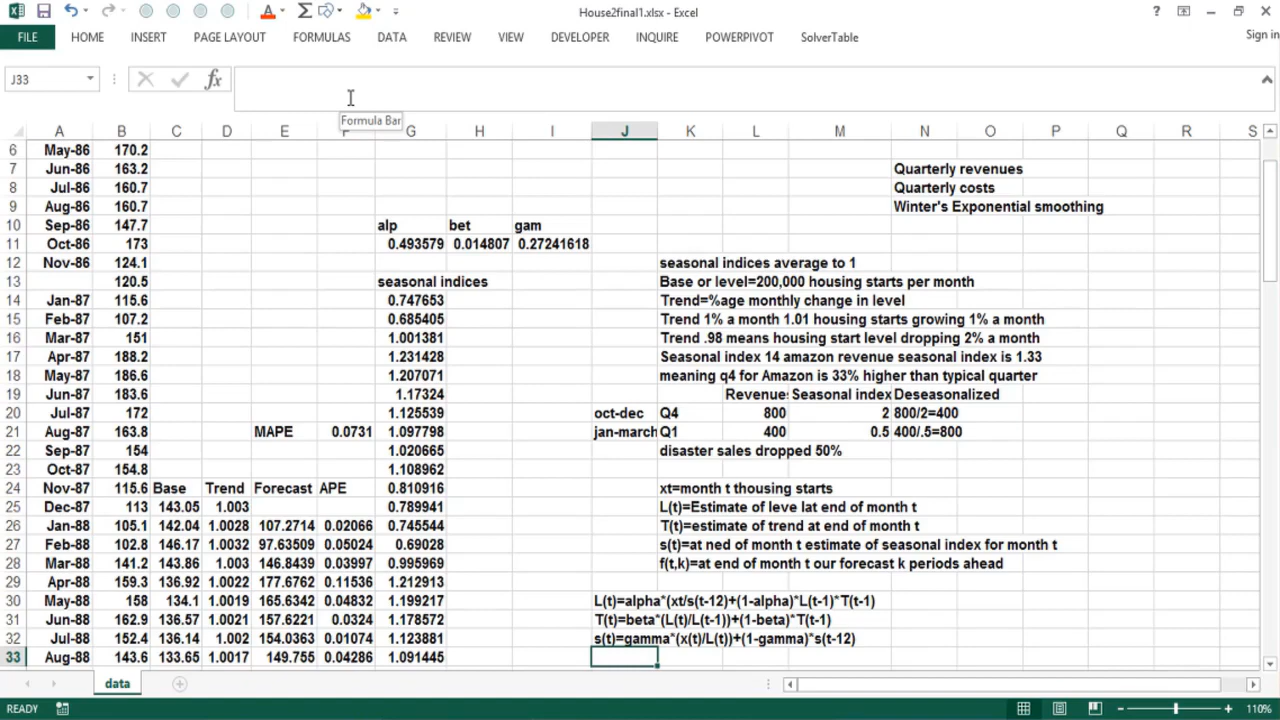 House2final1.xlsx - Excel
FILE HOME INSERT PAGE LAYOUT FORMULAS DATA REVIEW VIEW DEVELOPER INQUIRE POWERPIVOT SolverTable Sign in
J33 fx
Formula Bar
A B C D E F G H I J K L M N O P Q R S
6 May-86 170.2
7 Jun-86 163.2 Quarterly revenues
8 Jul-86 160.7 Quarterly costs
9 Aug-86 160.7 Winter's Exponential smoothing
10 Sep-86 147.7 alp bet gam
11 Oct-86 173 0.493579 0.014807 0.27241618
12 Nov-86 124.1 seasonal indices average to 1
13 120.5 seasonal indices Base or level=200,000 housing starts per month
14 Jan-87 115.6 0.747653 Trend=%age monthly change in level
15 Feb-87 107.2 0.685405 Trend 1% a month 1.01 housing starts growing 1% a month
16 Mar-87 151 1.001381 Trend .98 means housing start level dropping 2% a month
17 Apr-87 188.2 1.231428 Seasonal index 14 amazon revenue seasonal index is 1.33
18 May-87 186.6 1.207071 meaning q4 for Amazon is 33% higher than typical quarter
19 Jun-87 183.6 1.17324 Revenues Seasonal index Deseasonalized
20 Jul-87 172 1.125539 oct-dec Q4 800 2 800/2=400
21 Aug-87 163.8 MAPE 0.0731 1.097798 jan-march Q1 400 0.5 400/.5=800
22 Sep-87 154 1.020665 disaster sales dropped 50%
23 Oct-87 154.8 1.108962
24 Nov-87 115.6 Base Trend Forecast APE 0.810916 xt=month t thousing starts
25 Dec-87 113 143.05 1.003 0.789941 L(t)=Estimate of leve lat end of month t
26 Jan-88 105.1 142.04 1.0028 107.2714 0.02066 0.745544 T(t)=estimate of trend at end of month t
27 Feb-88 102.8 146.17 1.0032 97.63509 0.05024 0.69028 s(t)=at ned of month t estimate of seasonal index for month t
28 Mar-88 141.2 143.86 1.003 146.8439 0.03997 0.995969 f(t,k)=at end of month t our forecast k periods ahead
29 Apr-88 159.3 136.92 1.0022 177.6762 0.11536 1.212913
30 May-88 158 134.1 1.0019 165.6342 0.04832 1.199217 L(t)=alpha*(xt/s(t-12)+(1-alpha)*L(t-1)*T(t-1)
31 Jun-88 162.9 136.57 1.0021 157.6221 0.0324 1.178572 T(t)=beta*(L(t)/L(t-1))+(1-beta)*T(t-1)
32 Jul-88 152.4 136.14 1.002 154.0363 0.01074 1.123881 s(t)=gamma*(x(t)/L(t))+(1-gamma)*s(t-12)
33 Aug-88 143.6 133.65 1.0017 149.755 0.04286 1.091445
data
READY 110%